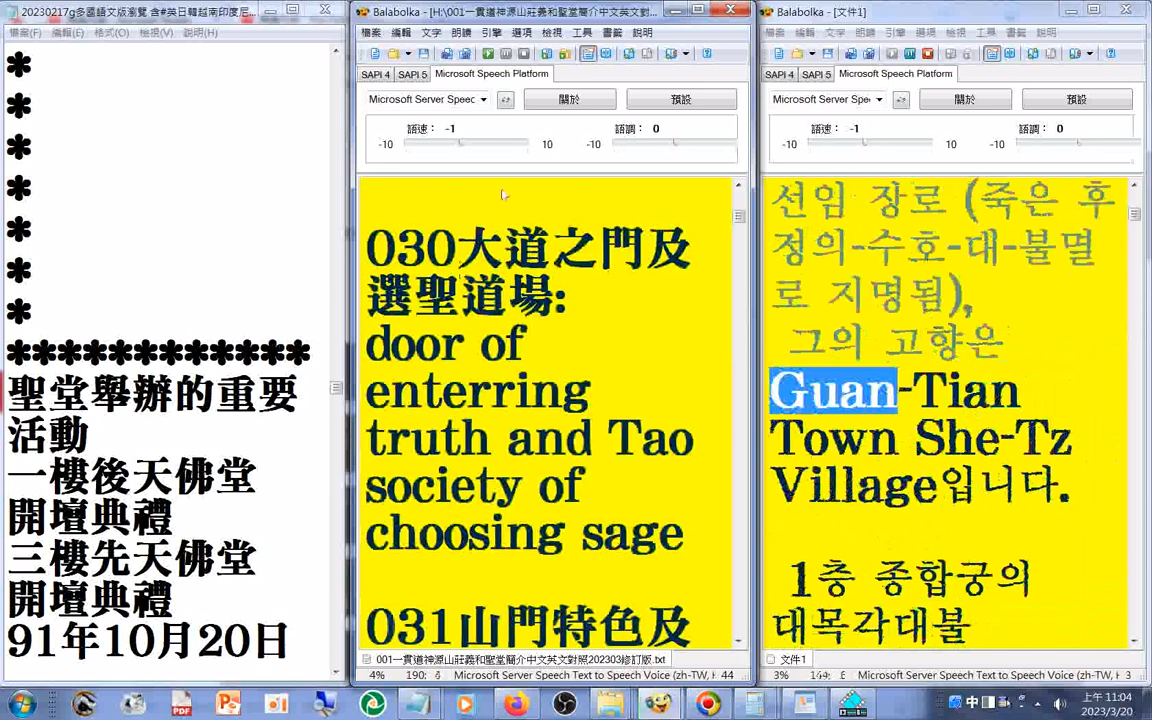 20230217g多國語文版瀏覽 含#英日韓越南印度尼...
檔案(F) 編輯(E) 格式(O) 檢視(V) 說明(H)
*
*
*
*
*
*
*
************
聖堂舉辦的重要
活動
一樓後天佛堂
開壇典禮
三樓先天佛堂
開壇典禮
91年10月20日
Balabolka - [H:\001一貫道神源山莊義和聖堂簡介中文英文對...
檔案 編輯 文字 朗讀 引擎 選項 檢視 工具 書籤 說明
SAPI 4 SAPI 5 Microsoft Speech Platform
Microsoft Server Speec 關於 預設
語速： -1 語調： 0
-10 10 -10
030大道之門及
選聖道場:
door of
enterring
truth and Tao
society of
choosing sage
031山門特色及
001一貫道神源山莊義和聖堂簡介中文英文對照202303修訂版.txt
4% 190: 6 Microsoft Server Speech Text to Speech Voice (zh-TW, H 44
Balabolka - [文件1]
檔案 編輯 文字 朗讀 引擎 選項 檢視 工具 書籤 說明
SAPI 4 SAPI 5 Microsoft Speech Platform
Microsoft Server Spe 關於 預設
語速： -1 語調： 0
-10 10 -10
선임 장로 (죽은 후
정의-수호-대-불멸
로 지명됨),
그의 고향은
Guan-Tian
Town She-Tz
Village입니다.
1층 종합궁의
대목각대불
文件1
3% Microsoft Server Speech Text to Speech Voice (zh-TW, 3
中
上午 11:04
2023/3/20